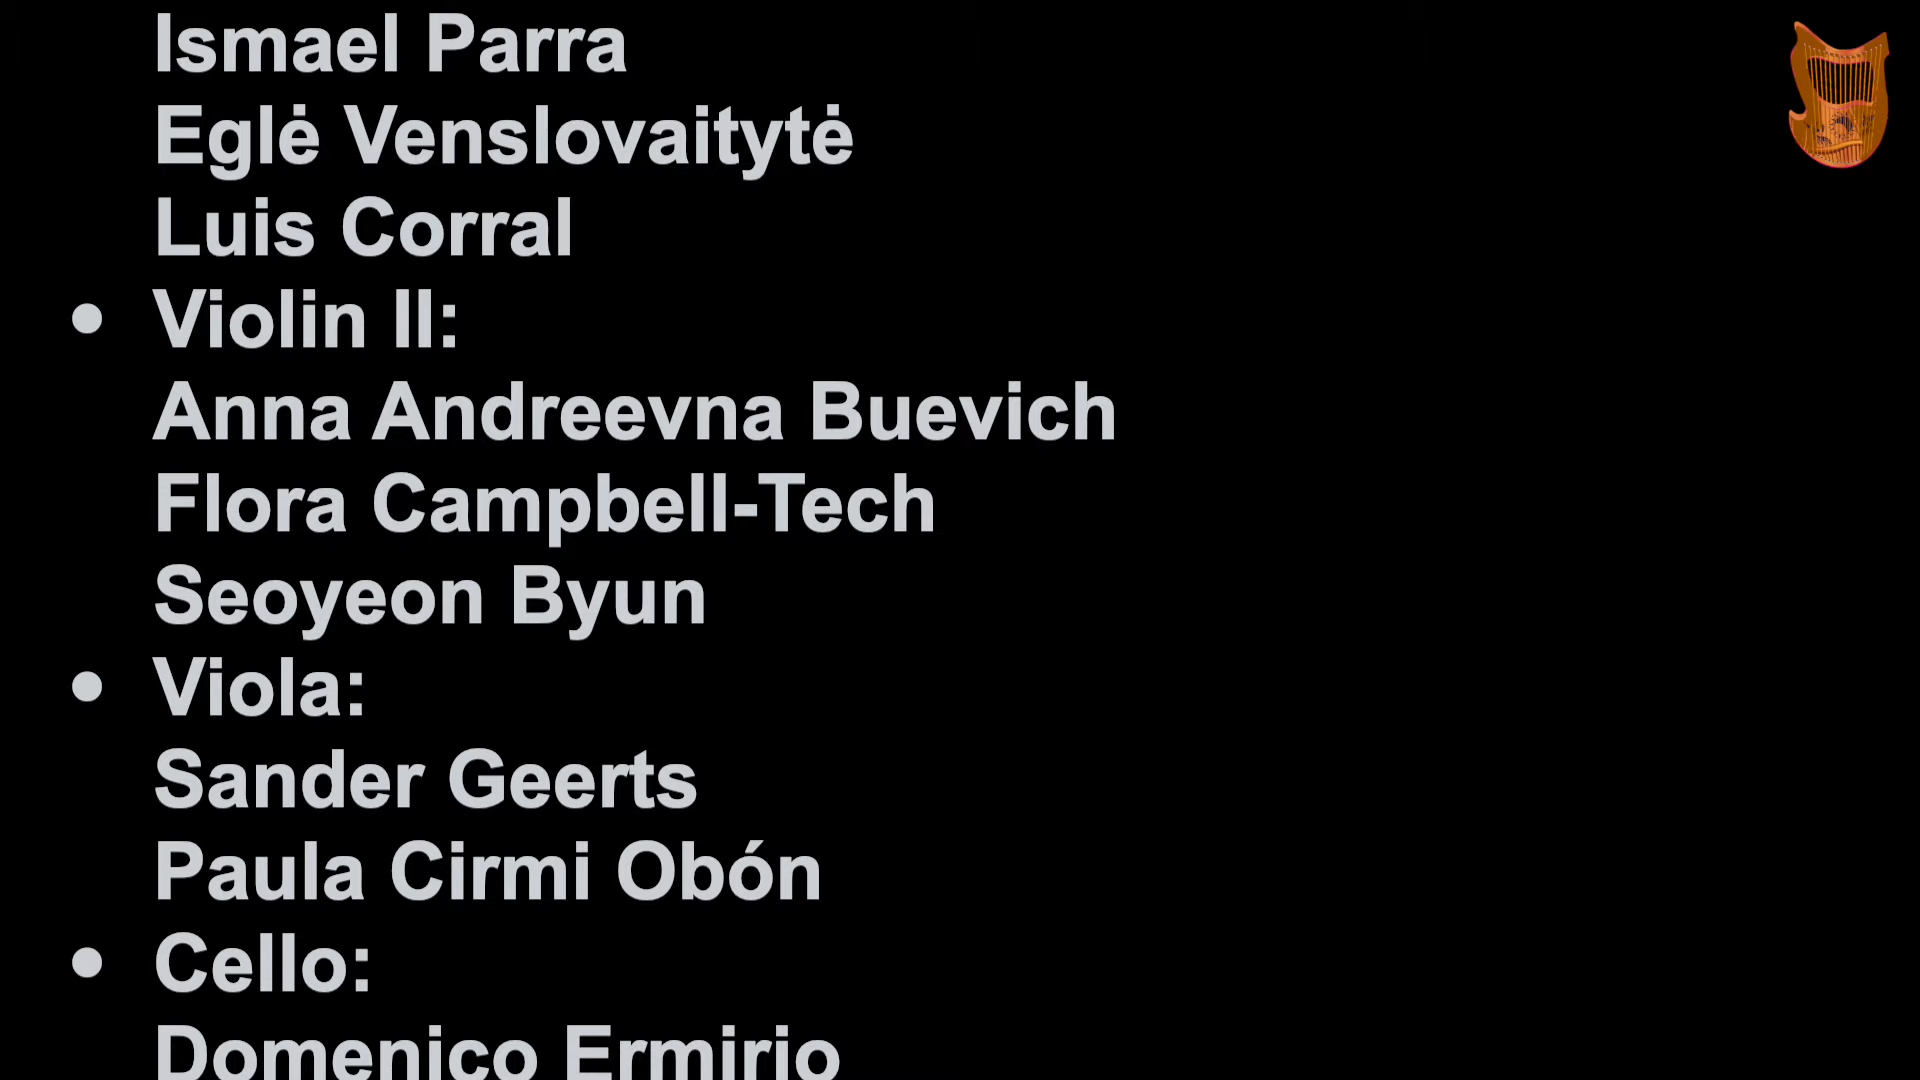 Ismael Parra
Eglė Venslovaitytė
Luis Corral
• Violin II:
Anna Andreevna Buevich
Flora Campbell-Tech
Seoyeon Byun
• Viola:
Sander Geerts
Paula Cirmi Obón
• Cello:
Domenico Ermirio